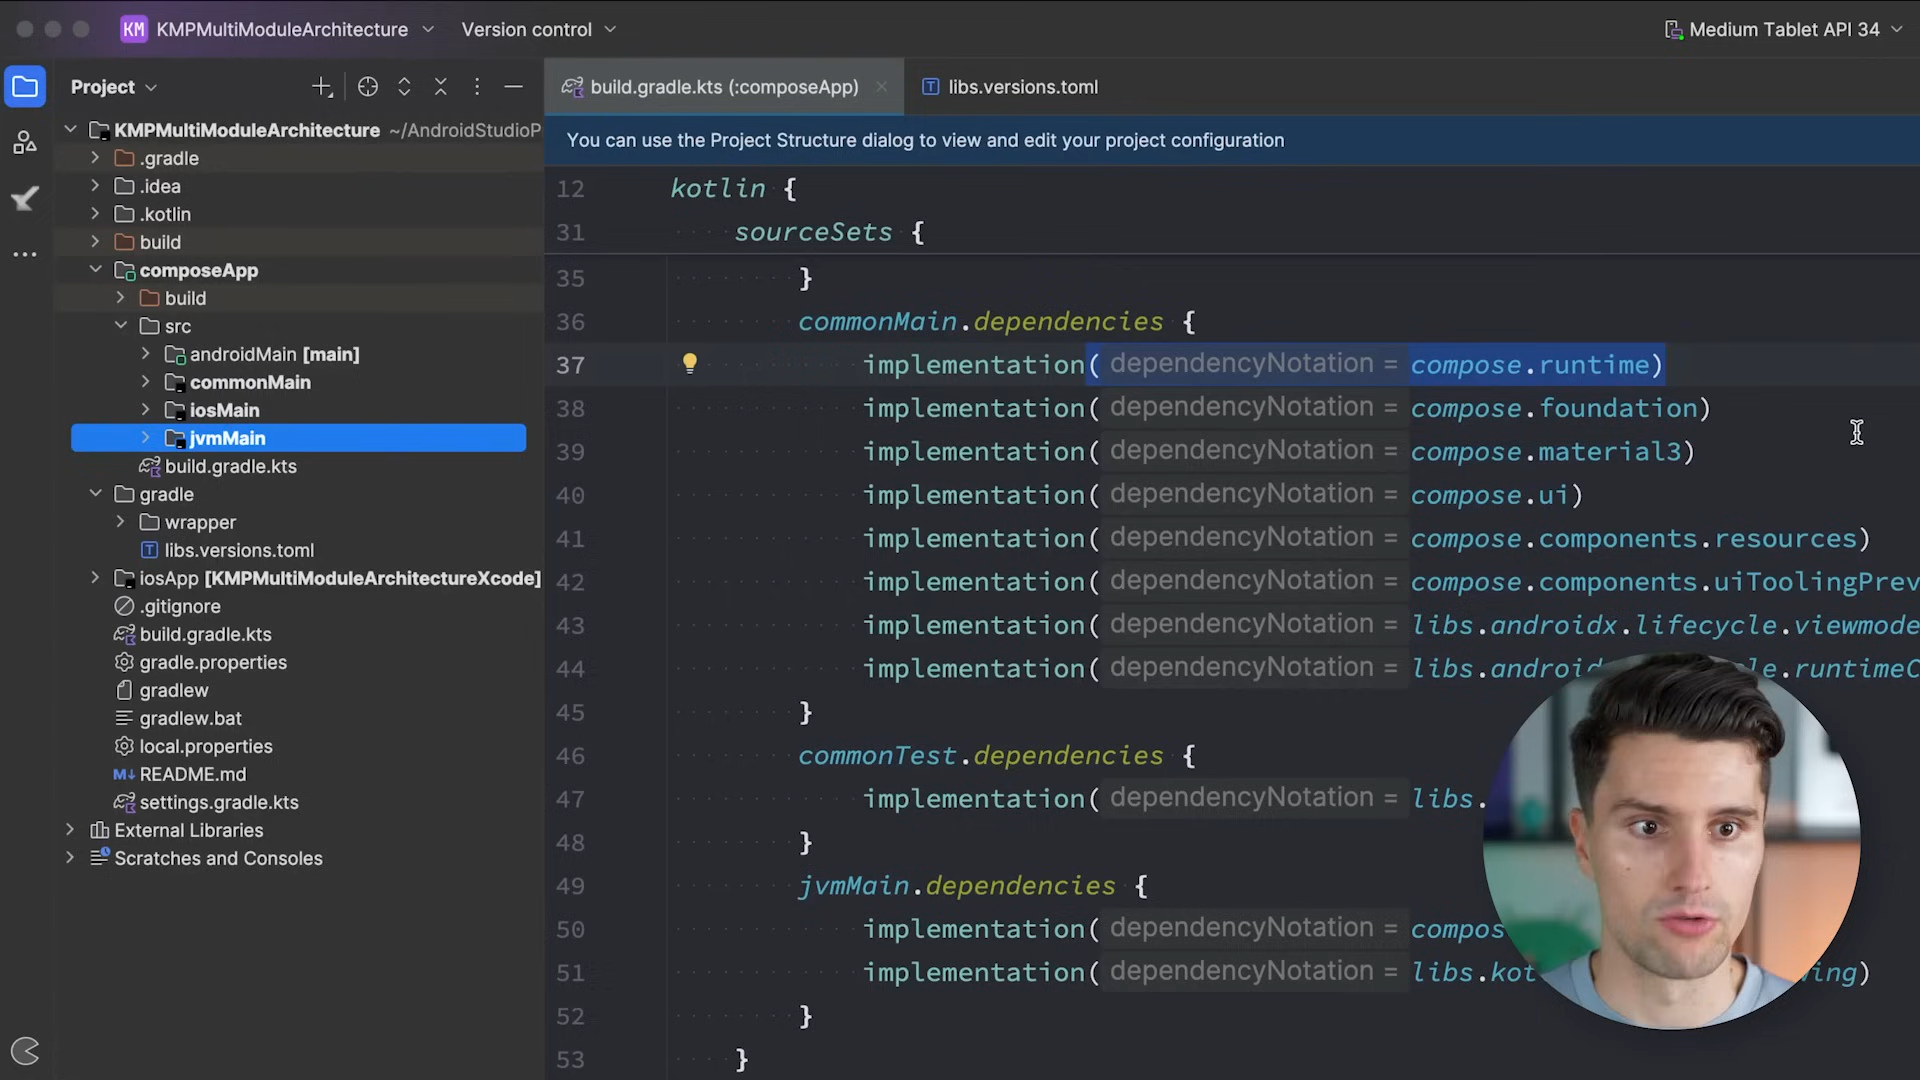 KM KMPMultiModuleArchitecture Version control Medium Tablet API 34
Project
build.gradle.kts (:composeApp)
libs.versions.toml
KMPMultiModuleArchitecture ~/AndroidStudioP
.gradle
.idea
.kotlin
build
composeApp
build
src
androidMain [main]
commonMain
iosMain
jvmMain
build.gradle.kts
gradle
wrapper
libs.versions.toml
iosApp [KMPMultiModuleArchitectureXcode]
.gitignore
build.gradle.kts
gradle.properties
gradlew
gradlew.bat
local.properties
README.md
settings.gradle.kts
External Libraries
Scratches and Consoles
You can use the Project Structure dialog to view and edit your project configuration
12 kotlin {
31 sourceSets {
35 }
36 commonMain.dependencies {
37 implementation( dependencyNotation = compose.runtime)
38 implementation( dependencyNotation = compose.foundation)
39 implementation( dependencyNotation = compose.material3)
40 implementation( dependencyNotation = compose.ui)
41 implementation( dependencyNotation = compose.components.resources)
42 implementation( dependencyNotation = compose.components.uiToolingPrev
43 implementation( dependencyNotation = libs.androidx.lifecycle.viewmode
44 implementation( dependencyNotation = libs.android le.runtimeC
45 }
46 commonTest.dependencies {
47 implementation( dependencyNotation = libs.
48 }
49 jvmMain.dependencies {
50 implementation( dependencyNotation = compos
51 implementation( dependencyNotation = libs.kot ing)
52 }
53 }